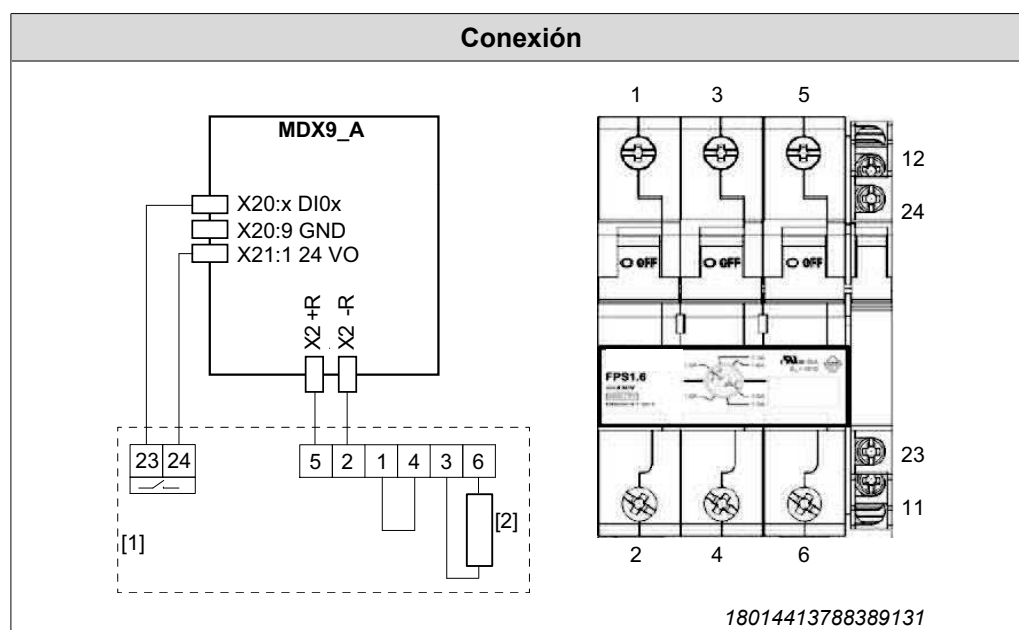 Conexión
MDX9_A
X20:x DI0x
X20:9 GND
X21:1 24 VO
X2 +R
X2 -R
23 24
5 2 1 4 3 6
[1]
[2]
1 3 5
12
24
OFF OFF OFF
FPS1.6
23
11
2 4 6
18014413788389131